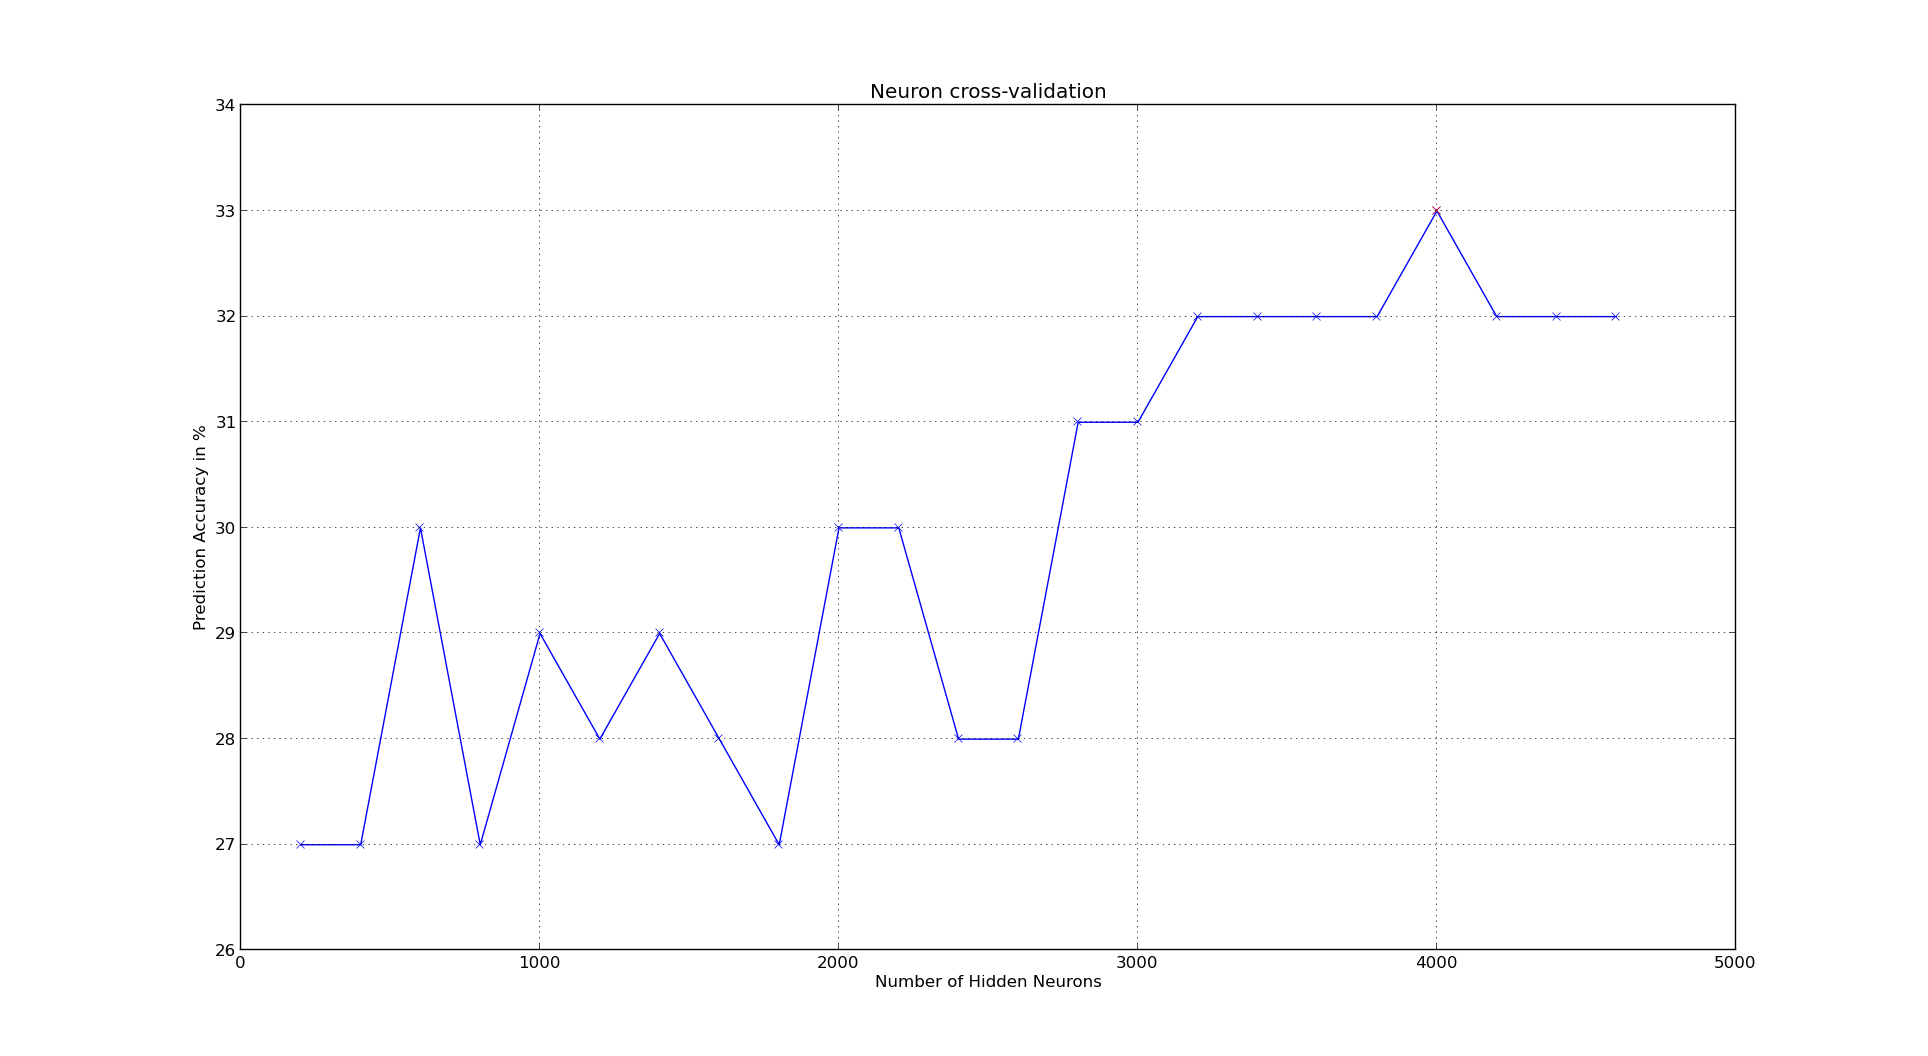 Neuron cross-validation
34
33
32
31
30
29
28
27
26
Prediction Accuracy in %
0 1000 2000 3000 4000 5000
Number of Hidden Neurons